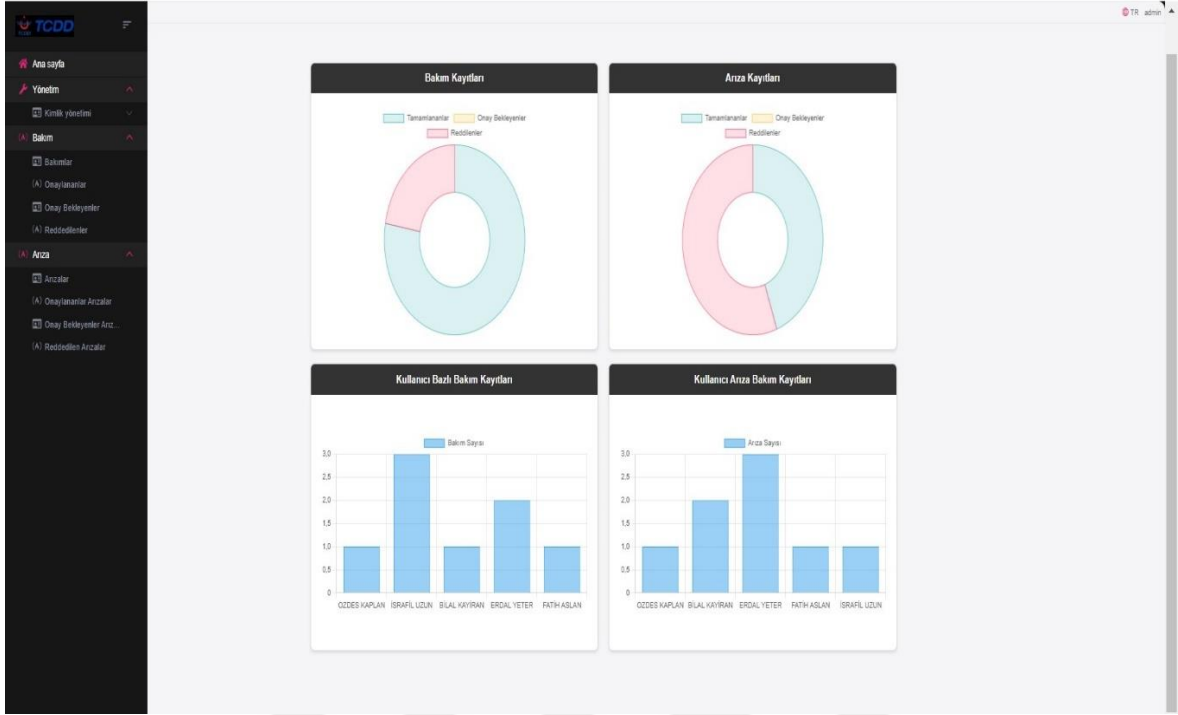 TCDD
TR admin
Ana sayfa
Yönetim
Kimlik yönetimi
Bakım
Bakımlar
(A) Onaylananlar
Onay Bekleyenler
(A) Reddedilenler
(A) Arıza
Arızalar
(A) Onaylananlar Arızalar
Onay Bekleyenler Arız...
(A) Reddedilen Arızalar
Bakım Kayıtları
Tamamlananlar Onay Bekleyenler
Reddilenler
Arıza Kayıtları
Tamamlananlar Onay Bekleyenler
Reddilenler
Kullanıcı Bazlı Bakım Kayıtları
Bakım Sayısı
3,0
2,5
2,0
1,5
1,0
0,5
0
OZDES KAPLAN İSRAFİL UZUN BİLAL KAYIRAN ERDAL YETER FATİH ASLAN
Kullanıcı Arıza Bakım Kayıtları
Arıza Sayısı
3,0
2,5
2,0
1,5
1,0
0,5
0
OZDES KAPLAN BİLAL KAYIRAN ERDAL YETER FATİH ASLAN İSRAFİL UZUN